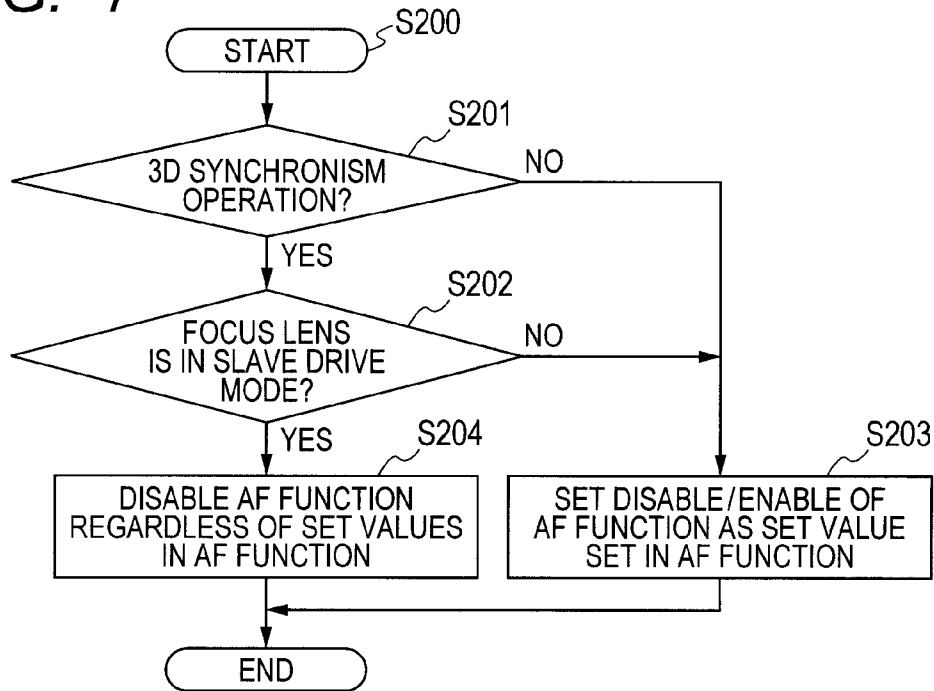 G. 7
START
S200
S201
3D SYNCHRONISM
OPERATION?
NO
YES
S202
FOCUS LENS
IS IN SLAVE DRIVE
MODE?
NO
YES
S204
S203
DISABLE AF FUNCTION
REGARDLESS OF SET VALUES
IN AF FUNCTION
SET DISABLE/ENABLE OF
AF FUNCTION AS SET VALUE
SET IN AF FUNCTION
END